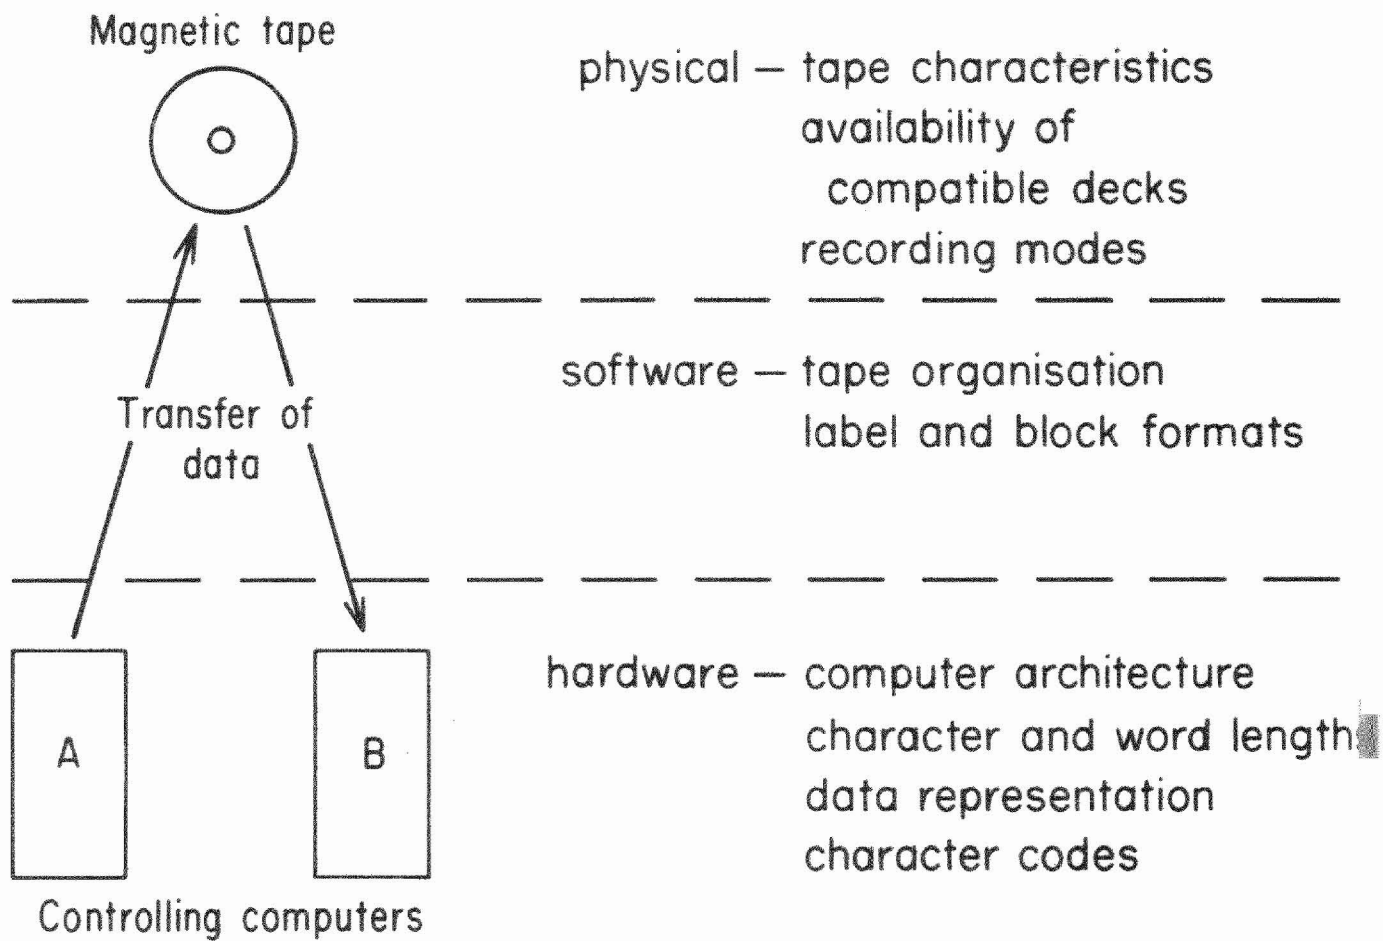 Magnetic tape
physical — tape characteristics
availability of
compatible decks
recording modes
software — tape organisation
label and block formats
Transfer of
data
hardware — computer architecture
character and word length
data representation
character codes
A
B
Controlling computers